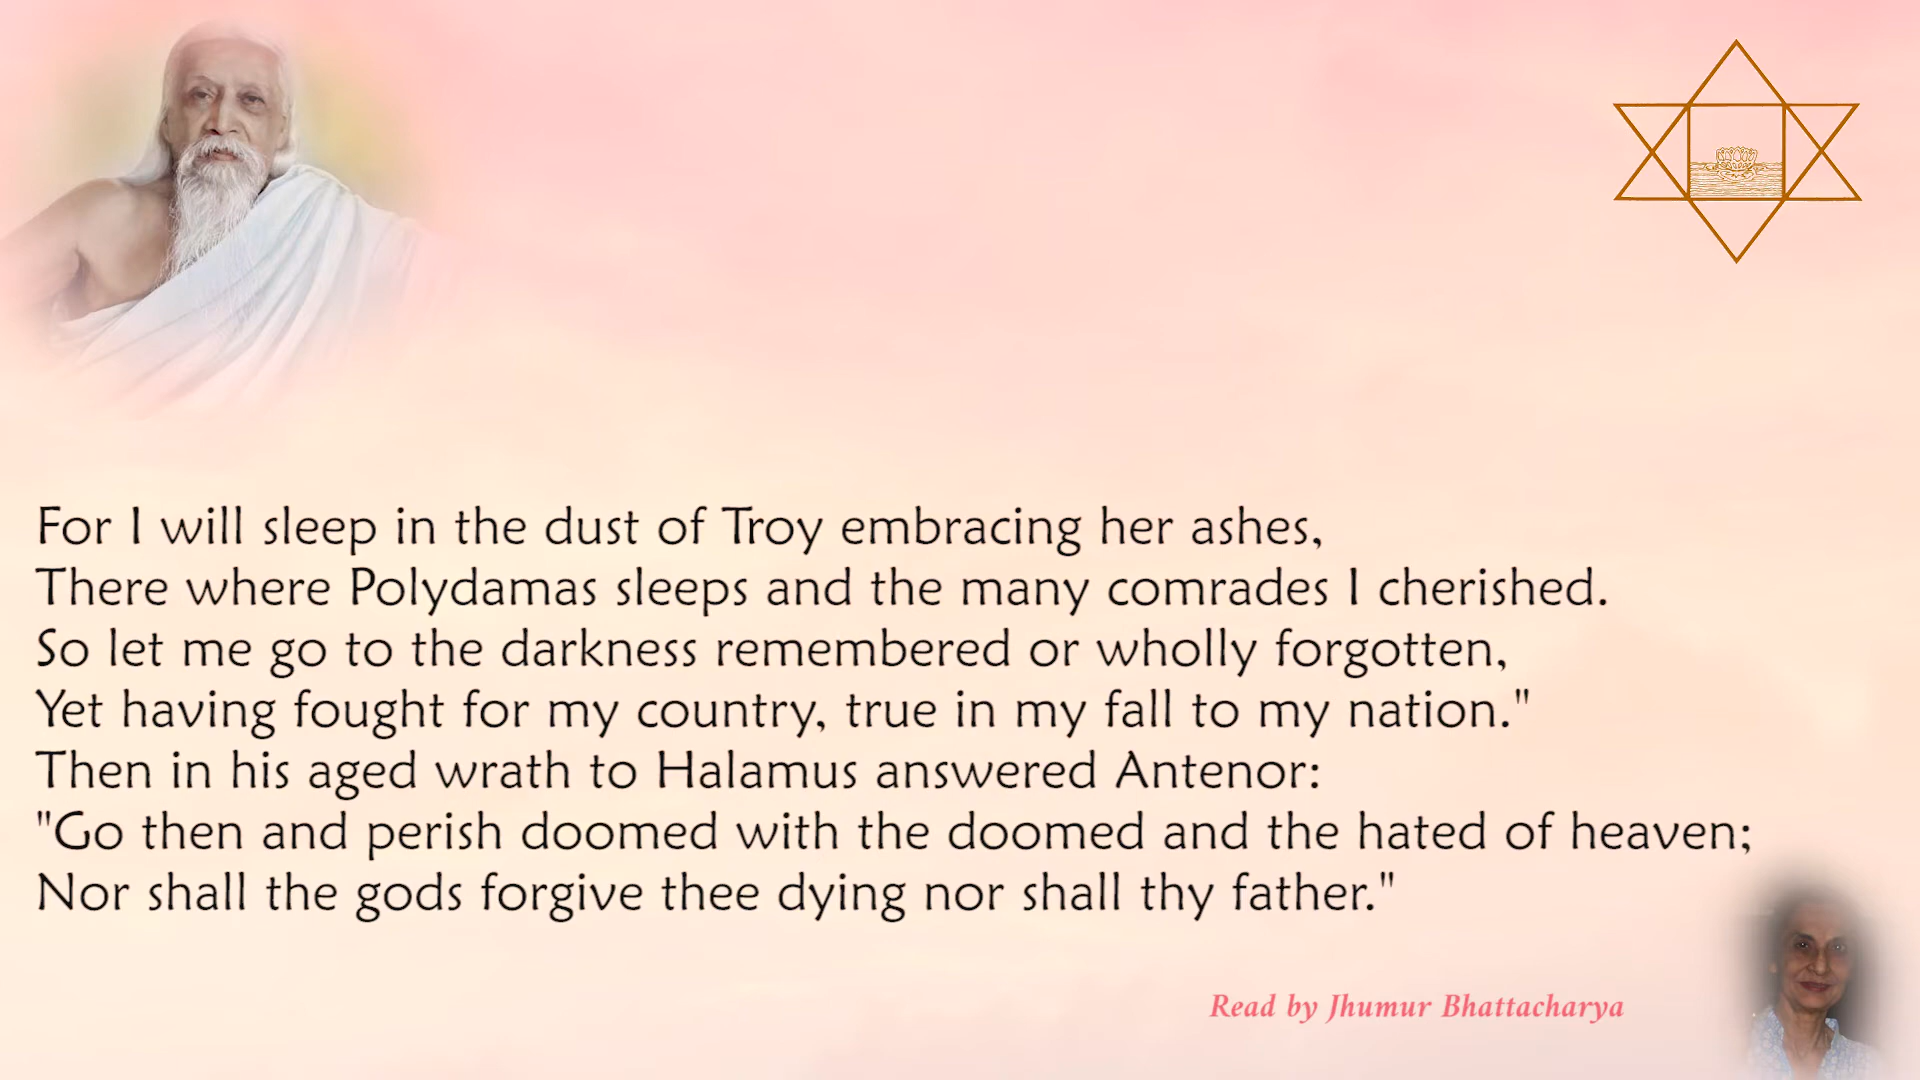 For I will sleep in the dust of Troy embracing her ashes,
There where Polydamas sleeps and the many comrades I cherished.
So let me go to the darkness remembered or wholly forgotten,
Yet having fought for my country, true in my fall to my nation."
Then in his aged wrath to Halamus answered Antenor:
"Go then and perish doomed with the doomed and the hated of heaven;
Nor shall the gods forgive thee dying nor shall thy father."
Read by Jhumur Bhattacharya